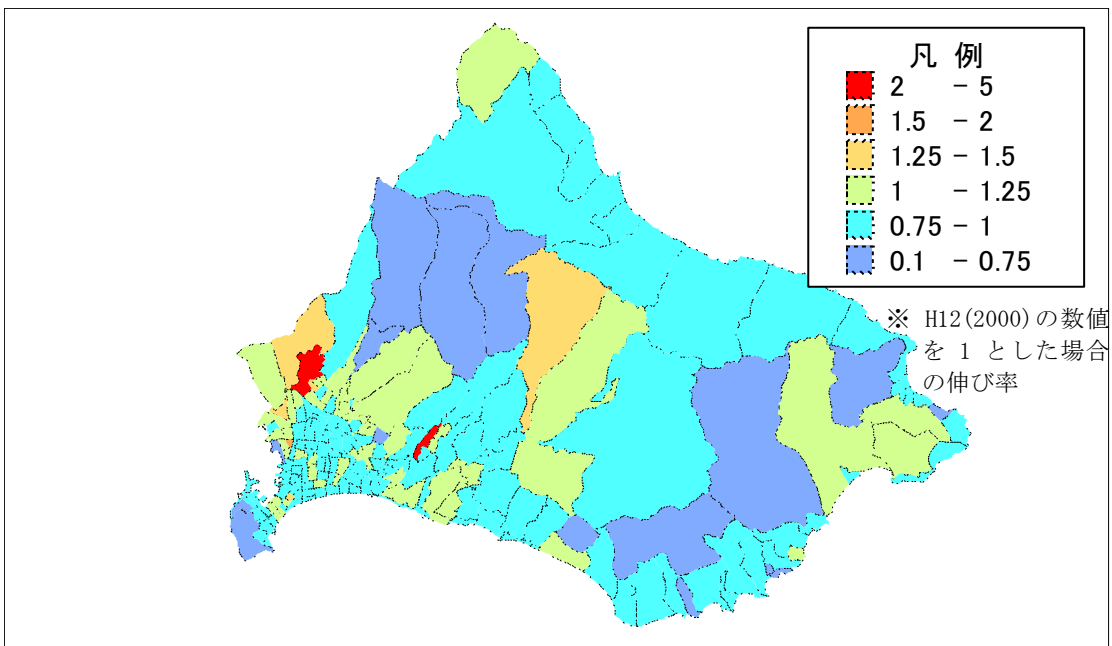 凡 例
2 - 5
1.5 - 2
1.25 - 1.5
1 - 1.25
0.75 - 1
0.1 - 0.75
※ H12(2000)の数値
を 1 とした場合
の伸び率